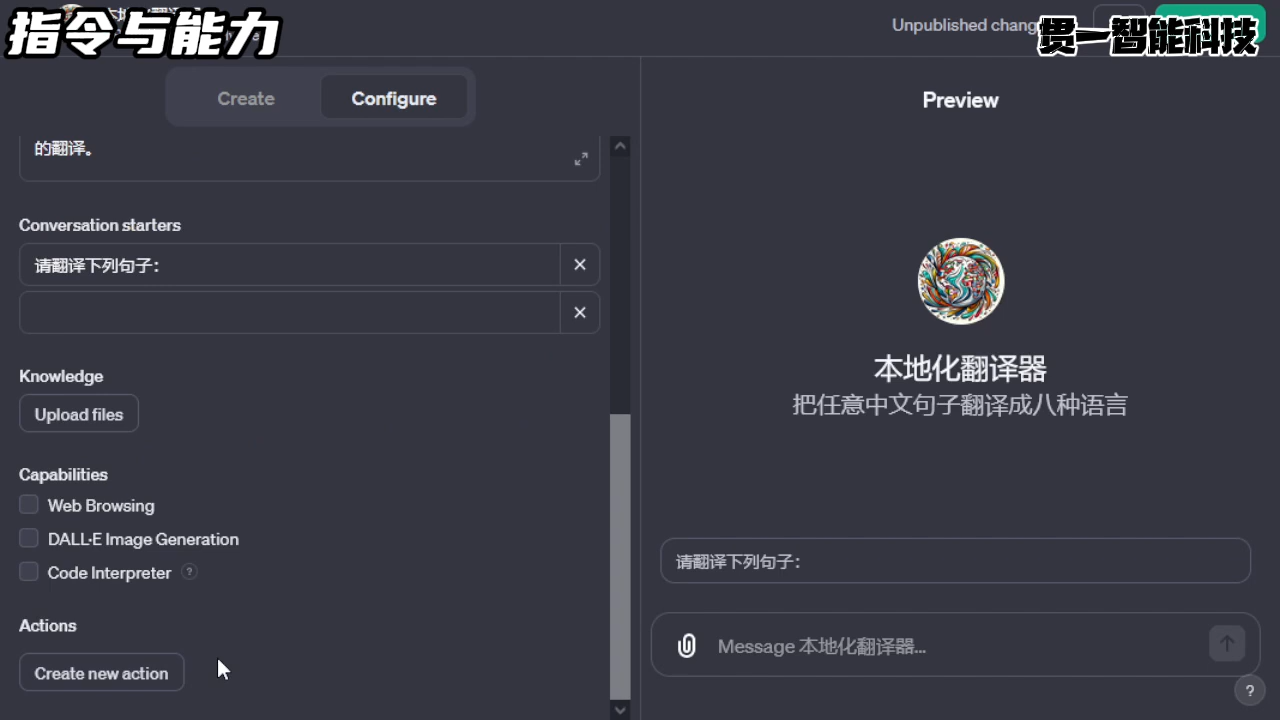 指令与能力
Unpublished chang
贯一智能科技
Create
Configure
Preview
的翻译。
Conversation starters
请翻译下列句子：
Knowledge
Upload files
Capabilities
Web Browsing
DALL·E Image Generation
Code Interpreter ?
Actions
Create new action
本地化翻译器
把任意中文句子翻译成八种语言
请翻译下列句子：
Message 本地化翻译器...
?